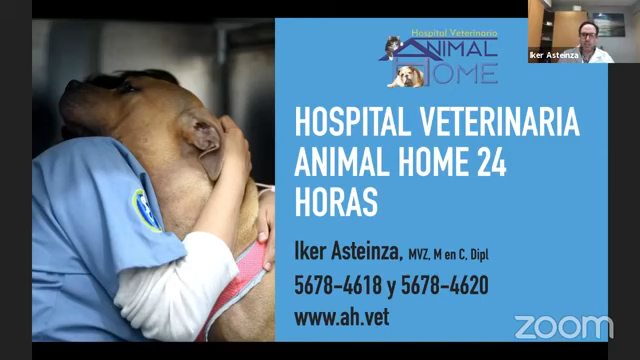 Hospital Veterinario
ANIMAL
HOME
Iker Asteinza
HOSPITAL VETERINARIA
ANIMAL HOME 24
HORAS
Iker Asteinza, MVZ, M en C, Dipl
5678-4618 y 5678-4620
www.ah.vet
zoom